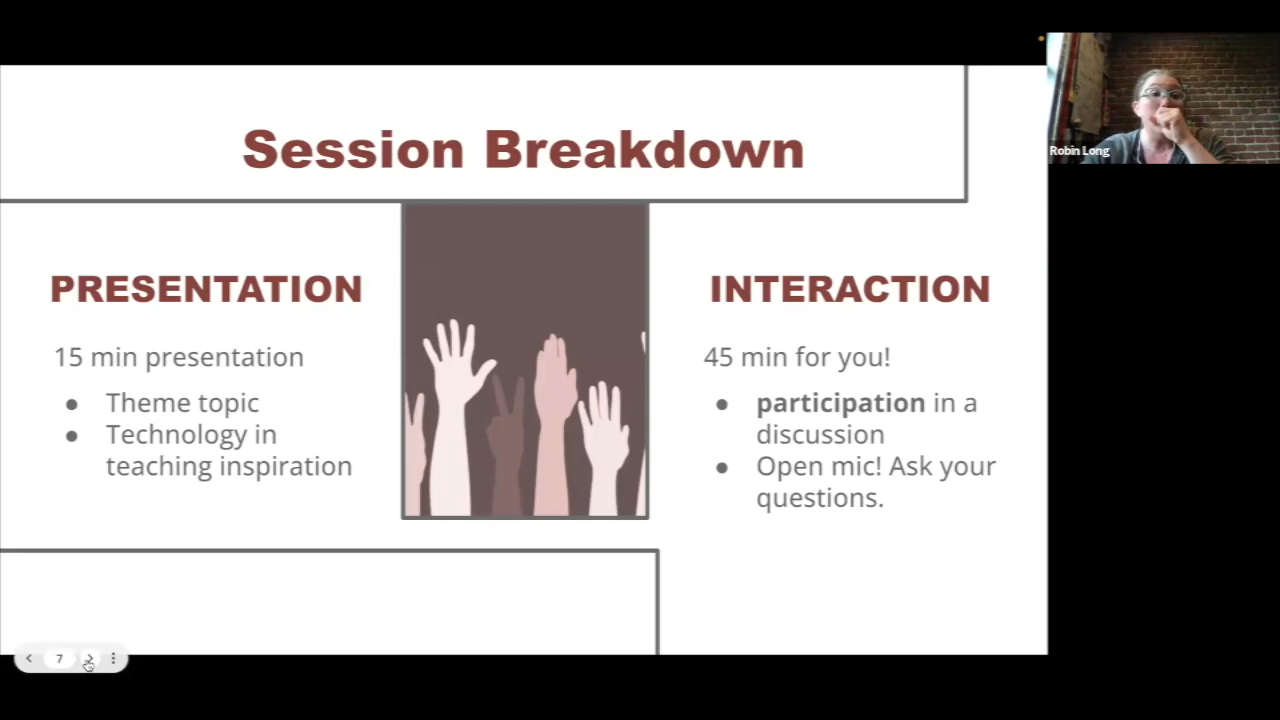 Session Breakdown
PRESENTATION
15 min presentation
● Theme topic
● Technology in
teaching inspiration
INTERACTION
45 min for you!
● participation in a
discussion
● Open mic! Ask your
questions.
7
Robin Long